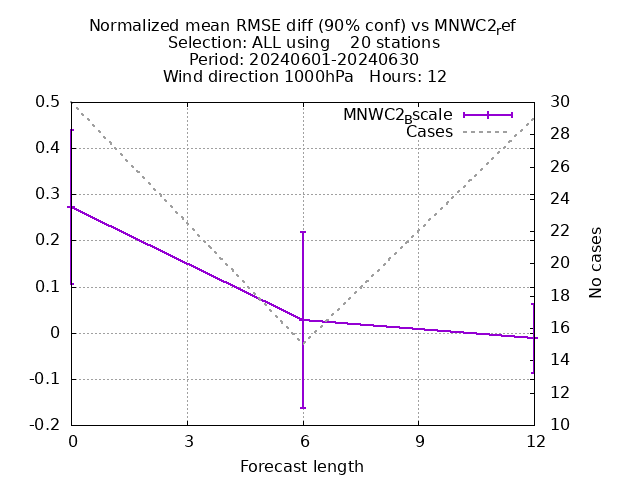 Normalized mean RMSE diff (90% conf) vs MNWC2ref
Selection: ALL using    20 stations
Period: 20240601-20240630
Wind direction 1000hPa   Hours: 12
MNWC2Bscale
Cases
0.5
0.4
0.3
0.2
0.1
0
-0.1
-0.2
30
28
26
24
22
20
18
16
14
12
10
No cases
0 3 6 9 12
Forecast length